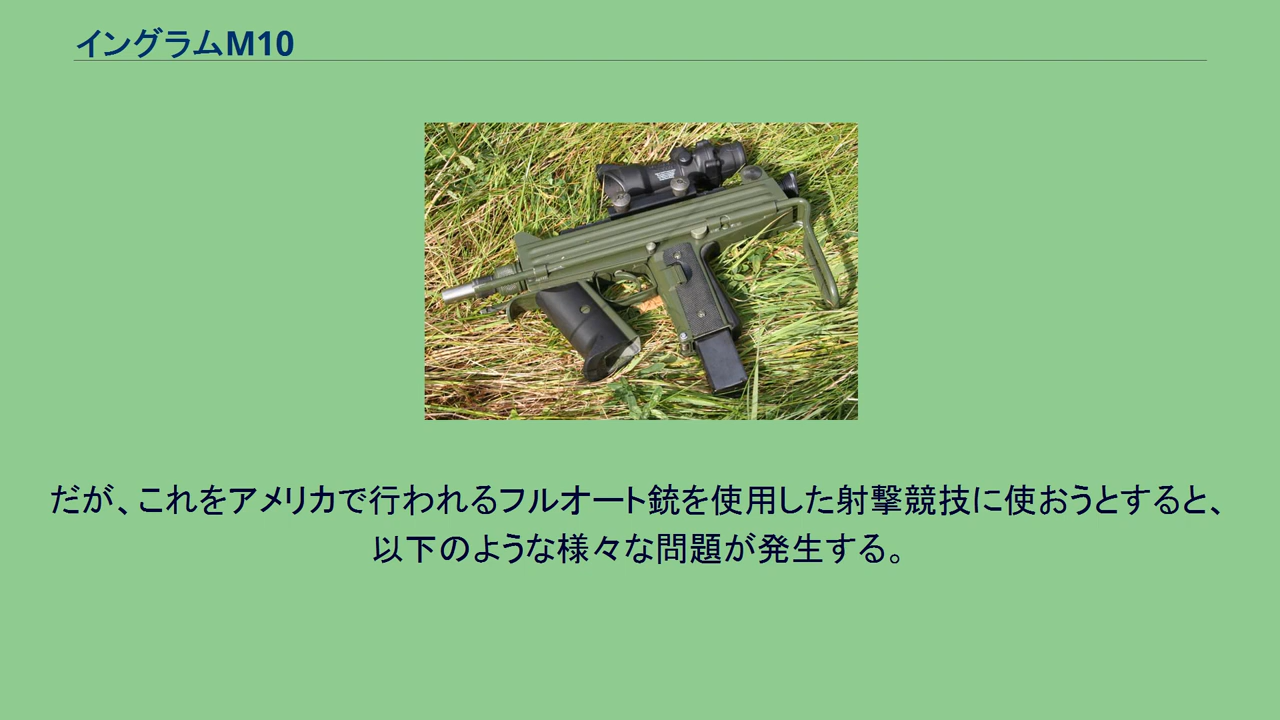 イングラムM10
だが、これをアメリカで行われるフルオート銃を使用した射撃競技に使おうとすると、
以下のような様々な問題が発生する。